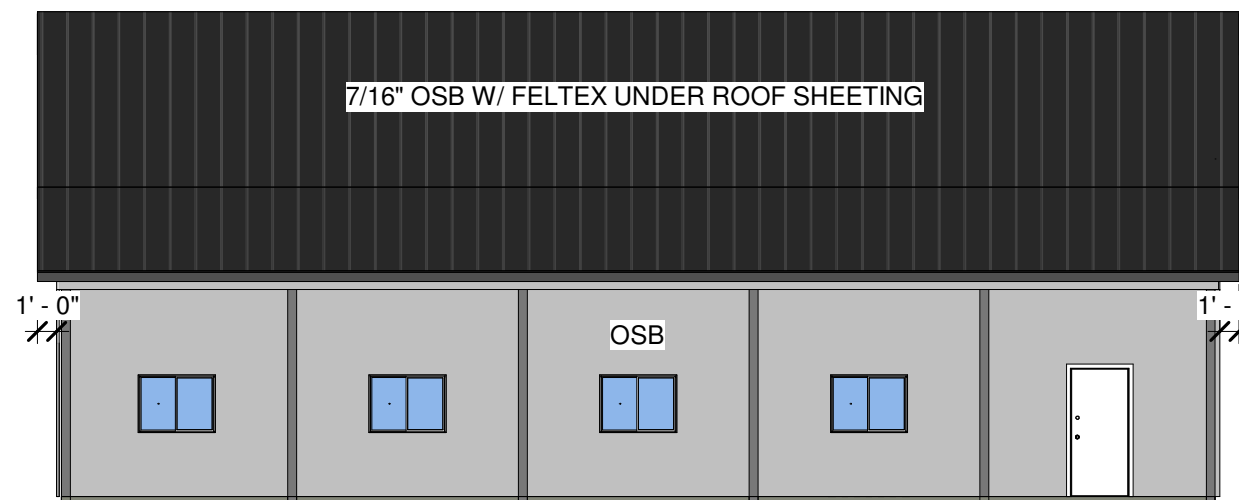 7/16" OSB W/ FELTEX UNDER ROOF SHEETING
1' - 0"
1' -
OSB